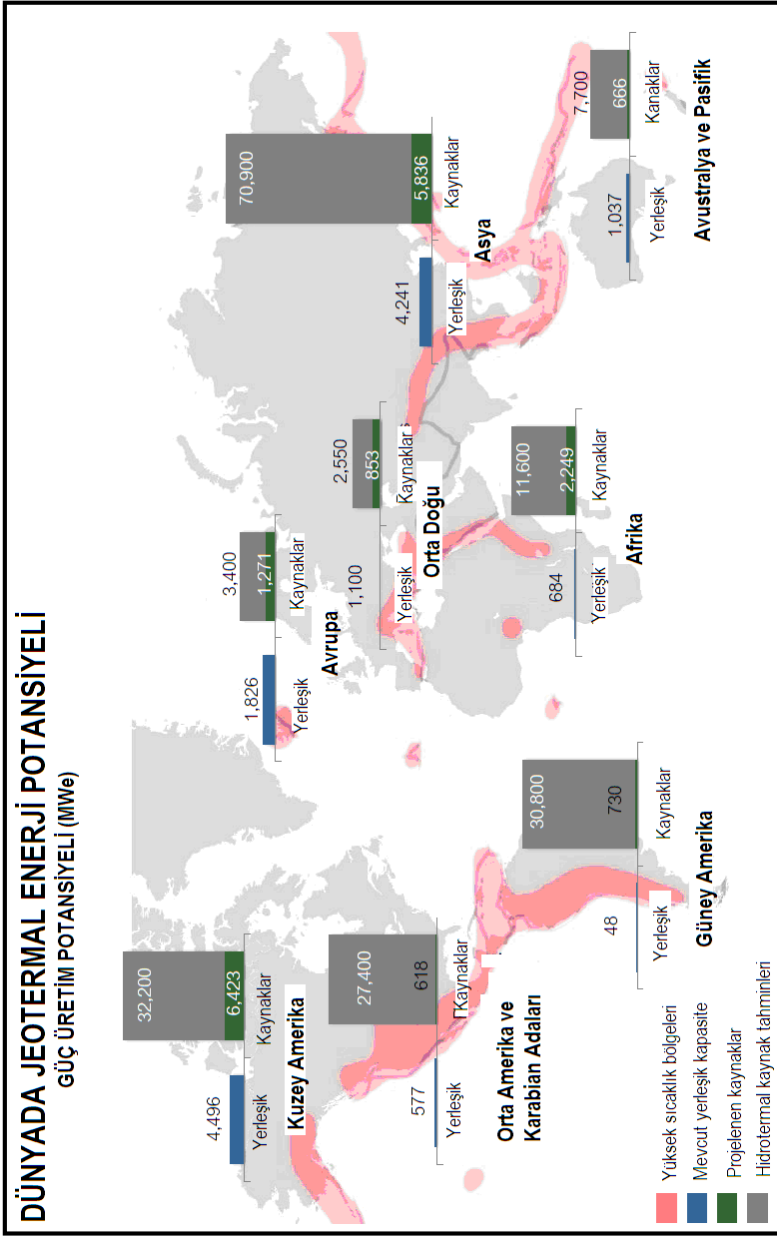 DÜNYADA JEOTERMAL ENERJİ POTANSİYELİ
GÜÇ ÜRETİM POTANSİYELİ (MWe)
4,496
Yerleşik
32,200
6,423
Kaynaklar
Kuzey Amerika
577
Yerleşik
27,400
618
Kaynaklar
Orta Amerika ve
Karabian Adaları
48
Yerleşik
30,800
730
Kaynaklar
Güney Amerika
1,826
Yerleşik
3,400
1,271
Kaynaklar
Avrupa
1,100
Yerleşik
2,550
853
Kaynaklar
Orta Doğu
684
Yerleşik
11,600
2,249
Kaynaklar
Afrika
4,241
Yerleşik
70,900
5,836
Kaynaklar
Asya
1,037
Yerleşik
7,700
666
Kanaklar
Avustralya ve Pasifik
Yüksek sıcaklık bölgeleri
Mevcut yerleşik kapasite
Projelenen kaynaklar
Hidrotermal kaynak tahminleri